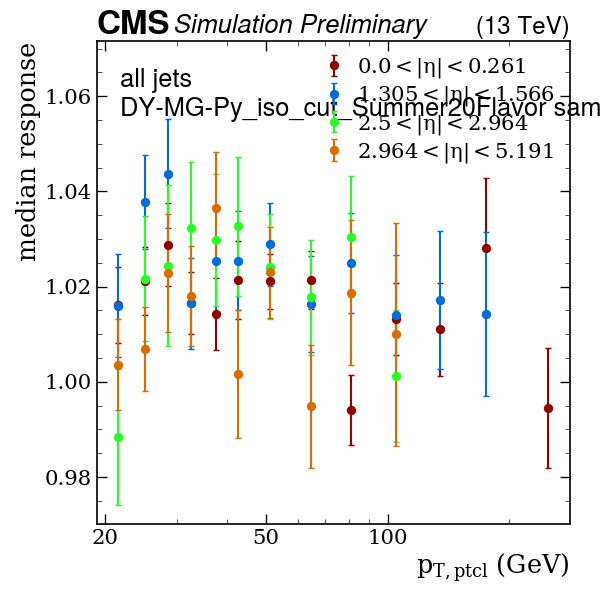 CMS Simulation Preliminary (13 TeV)
all jets
DY-MG-Py_iso_cut_Summer20Flavor sam
0.0 < |η| < 0.261
1.305 < |η| < 1.566
2.5 < |η| < 2.964
2.964 < |η| < 5.191
median response
1.06
1.04
1.02
1.00
0.98
20 50 100
pT, ptcl (GeV)